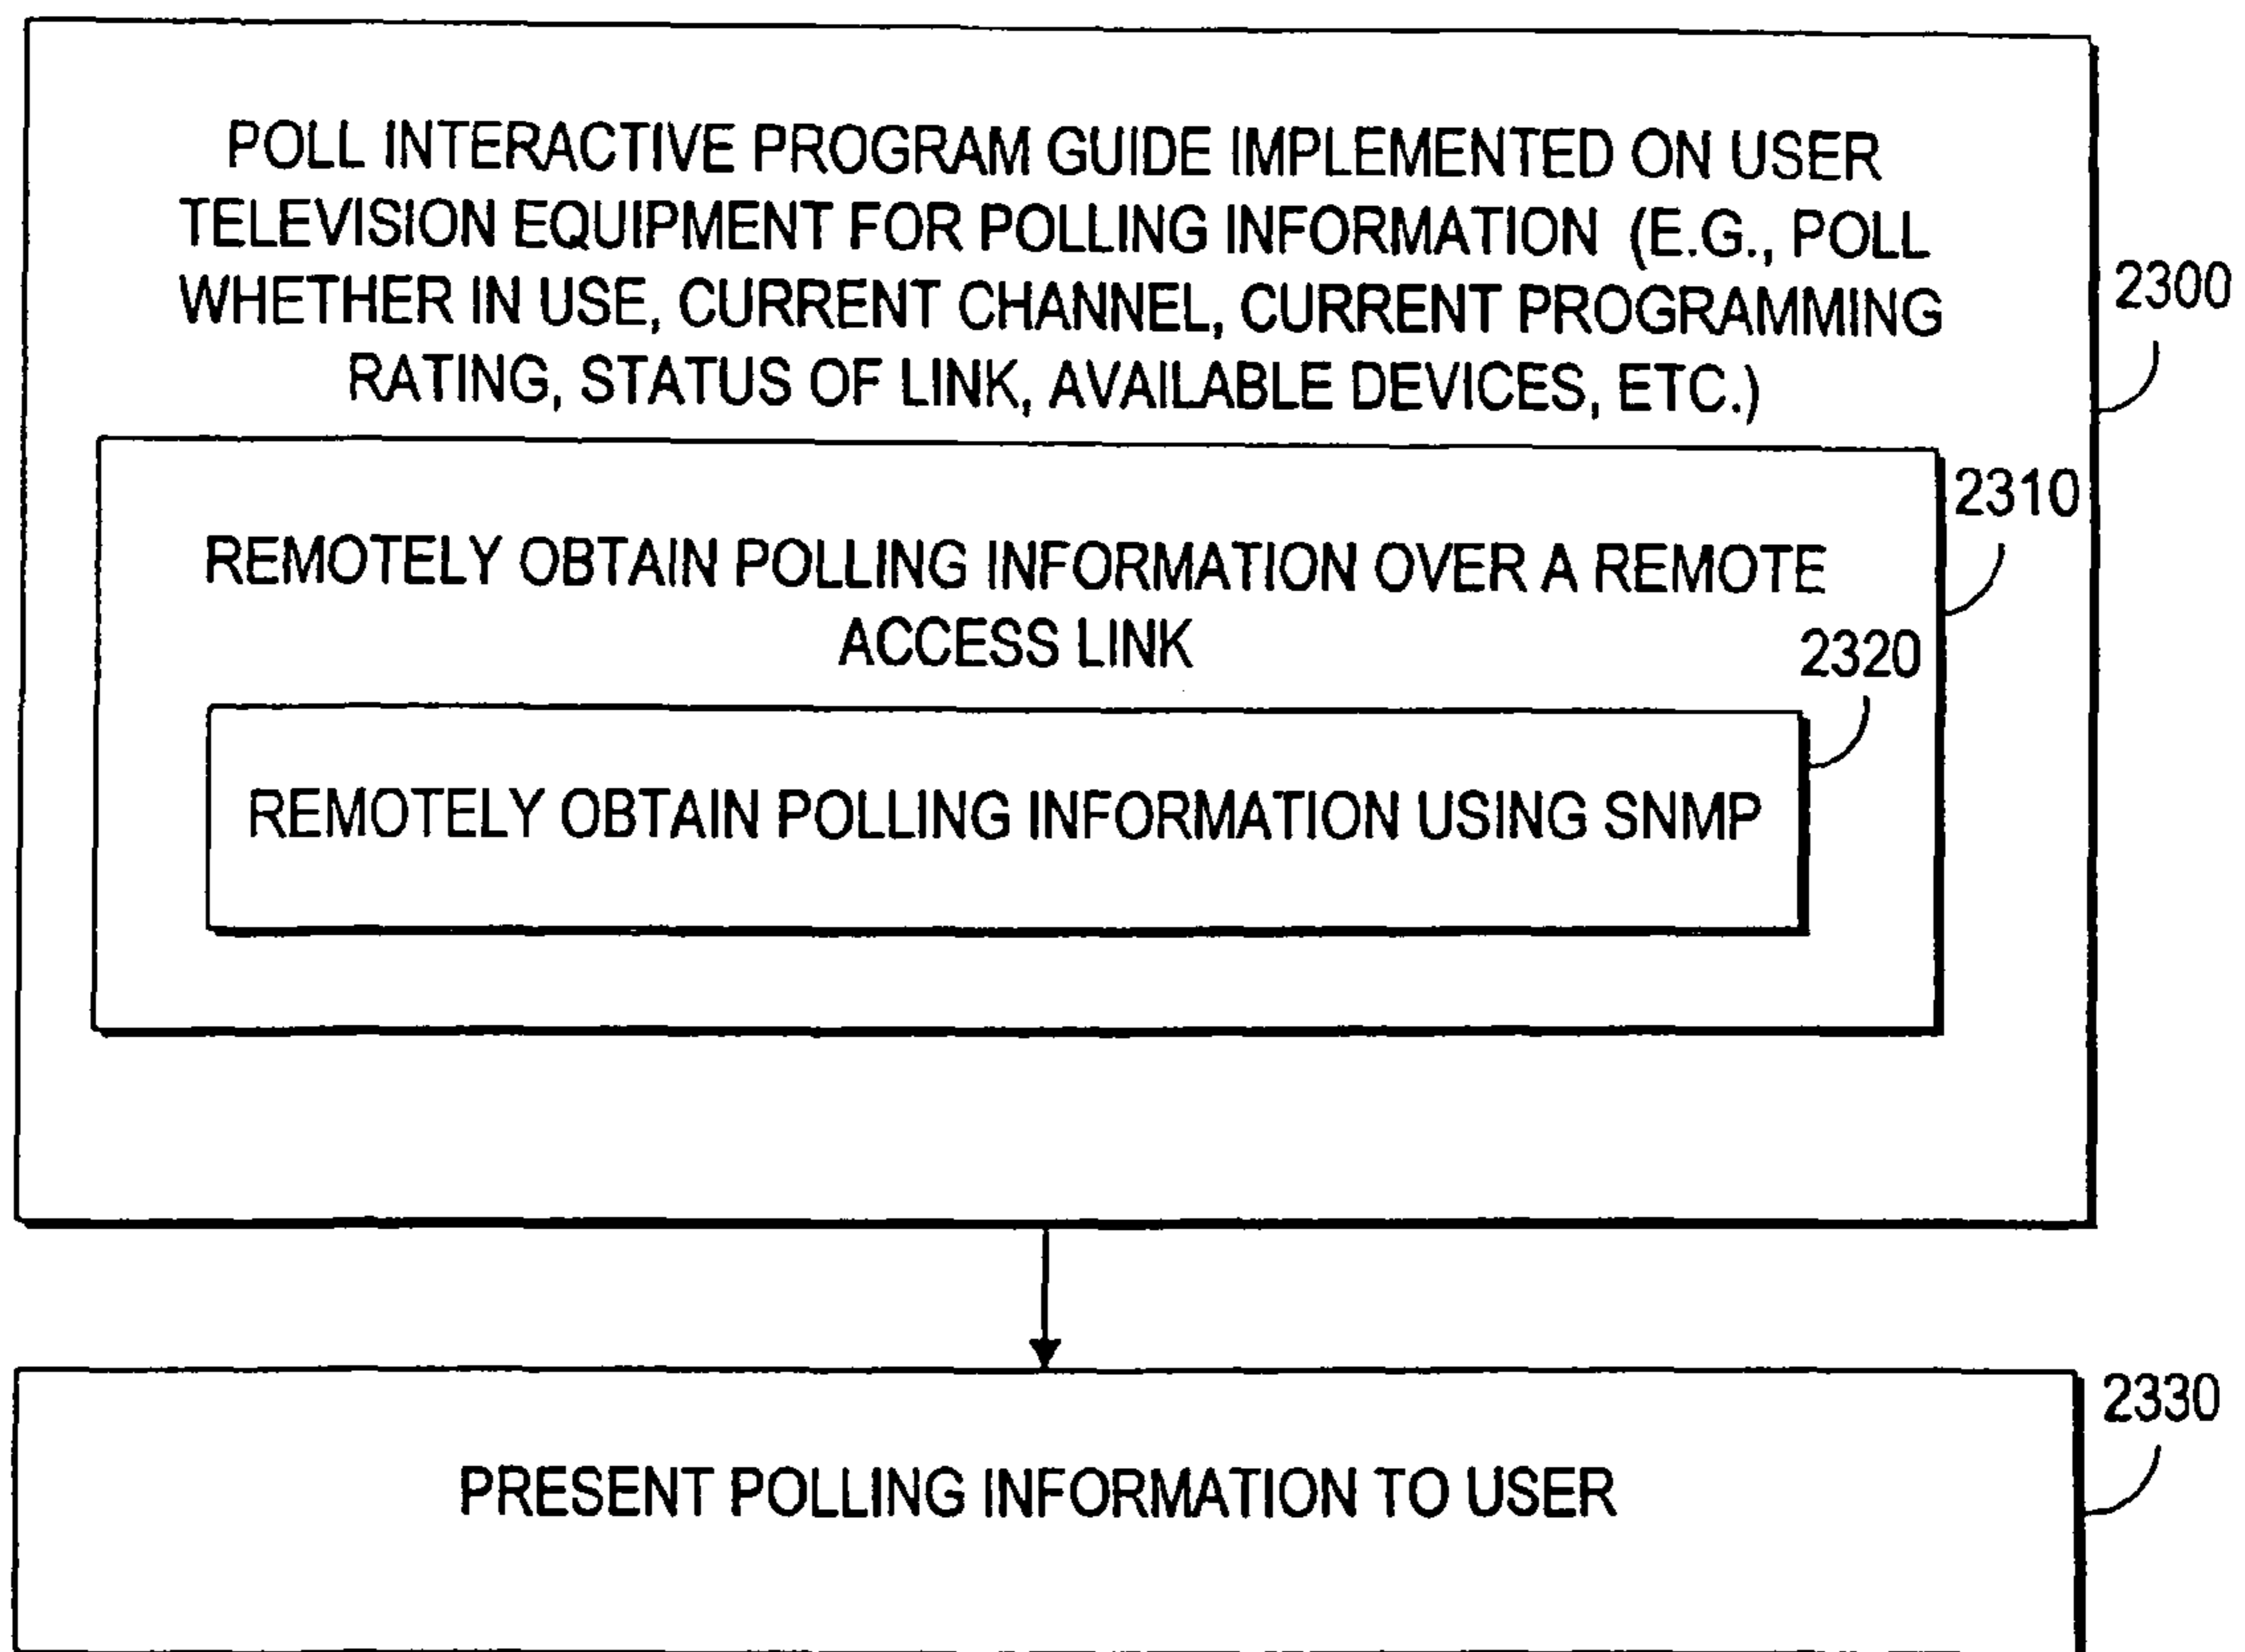 POLL INTERACTIVE PROGRAM GUIDE IMPLEMENTED ON USER
TELEVISION EQUIPMENT FOR POLLING INFORMATION (E.G., POLL
WHETHER IN USE, CURRENT CHANNEL, CURRENT PROGRAMMING
RATING, STATUS OF LINK, AVAILABLE DEVICES, ETC.)
2300
2310
REMOTELY OBTAIN POLLING INFORMATION OVER A REMOTE
ACCESS LINK
2320
REMOTELY OBTAIN POLLING INFORMATION USING SNMP
2330
PRESENT POLLING INFORMATION TO USER